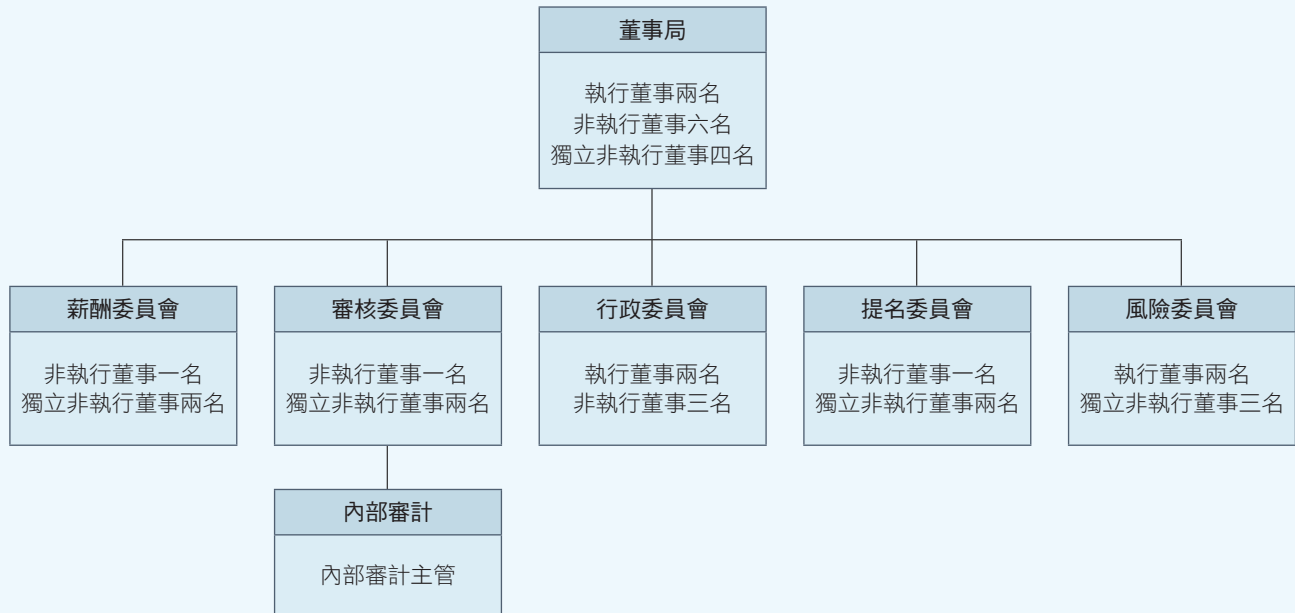 董事局
執行董事兩名
非執行董事六名
獨立非執行董事四名
薪酬委員會
非執行董事一名
獨立非執行董事兩名
審核委員會
非執行董事一名
獨立非執行董事兩名
行政委員會
執行董事兩名
非執行董事三名
提名委員會
非執行董事一名
獨立非執行董事兩名
風險委員會
執行董事兩名
獨立非執行董事三名
內部審計
內部審計主管